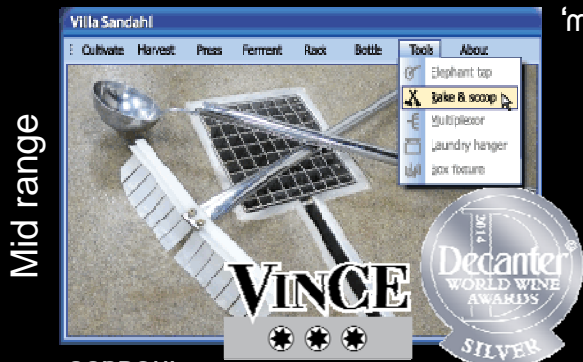 Villa Sandahl
'm
Cultivate Harvest Press Ferment Rack Bottle Tools About
Elephant tap
Rake & scoop
Multiplexor
Laundry hanger
Box fixture
Mid range
VINCE
2014
Decanter®
WORLD WINE
AWARDS
SILVER